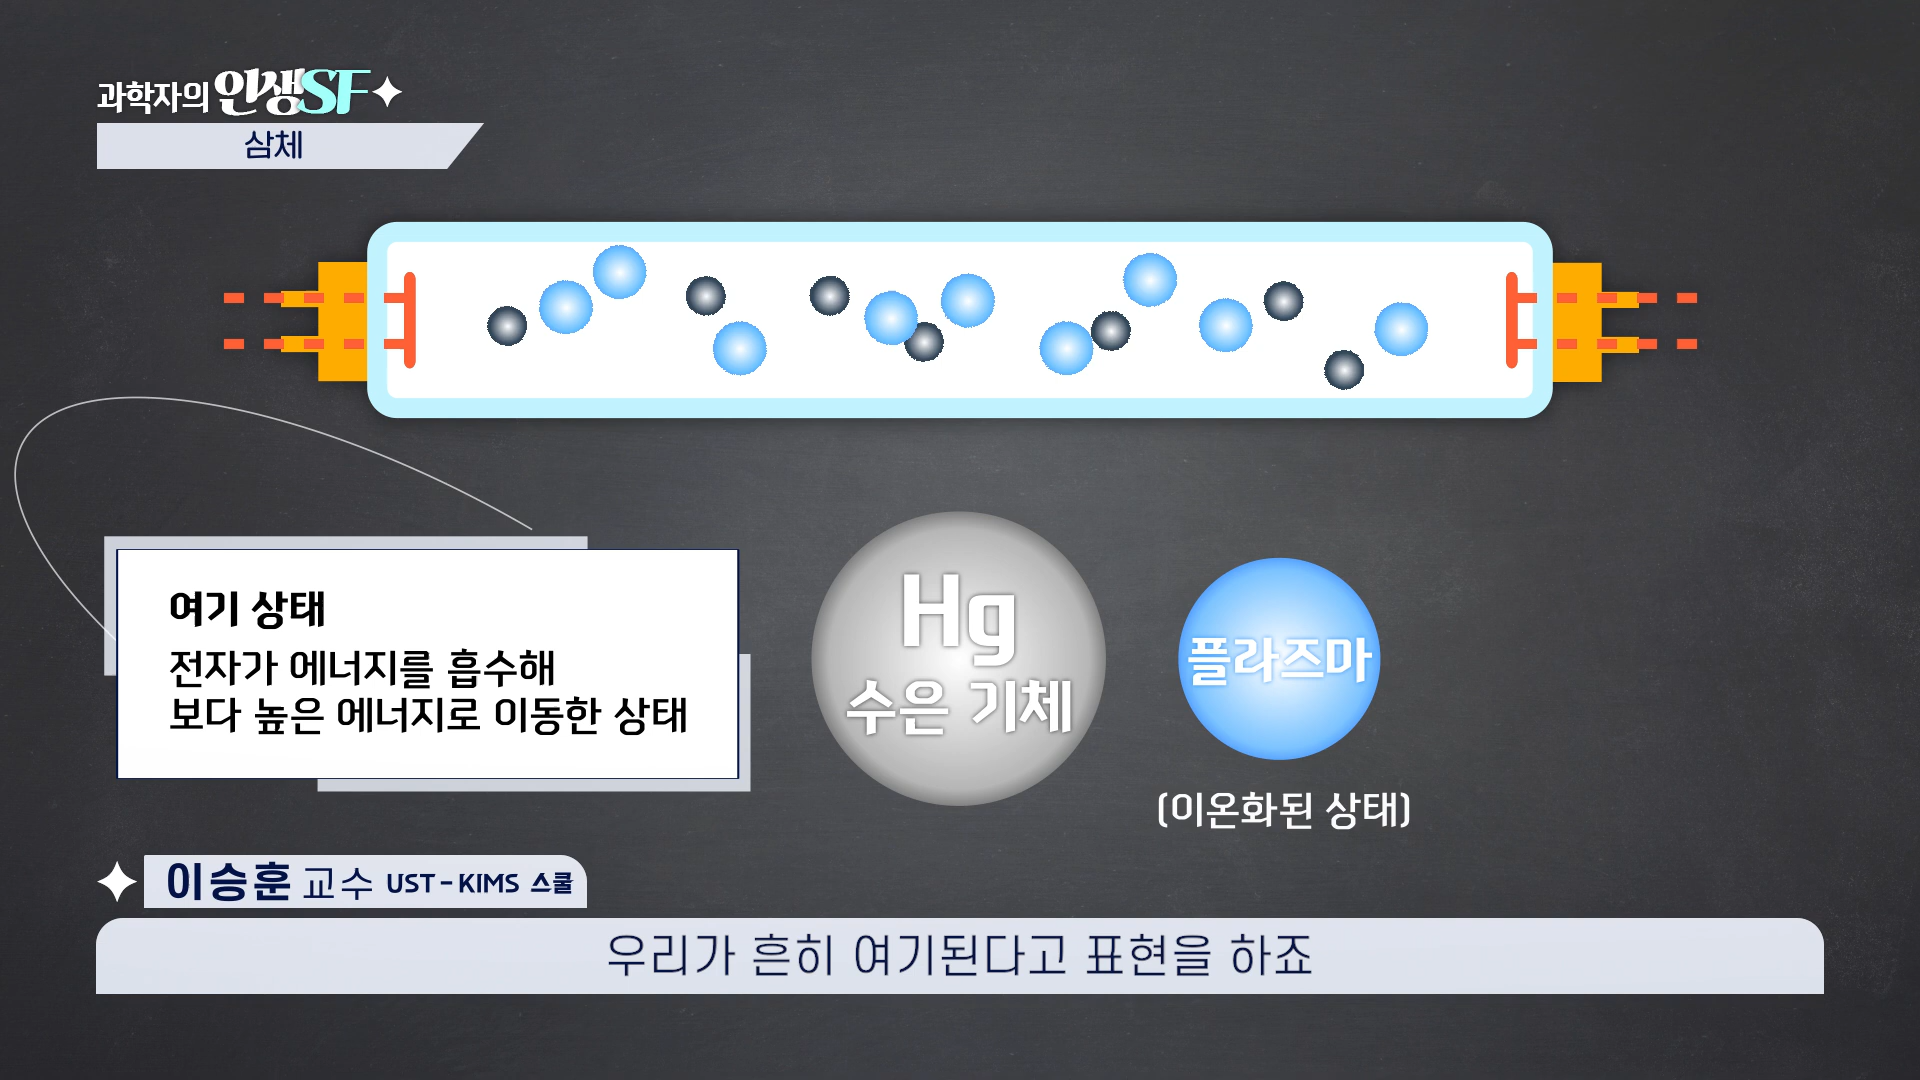 과학자의 인생SF
삼체
여기 상태
전자가 에너지를 흡수해
보다 높은 에너지로 이동한 상태
Hg
수은 기체
플라즈마
(이온화된 상태)
이승훈 교수 UST-KIMS 스쿨
우리가 흔히 여기된다고 표현을 하죠